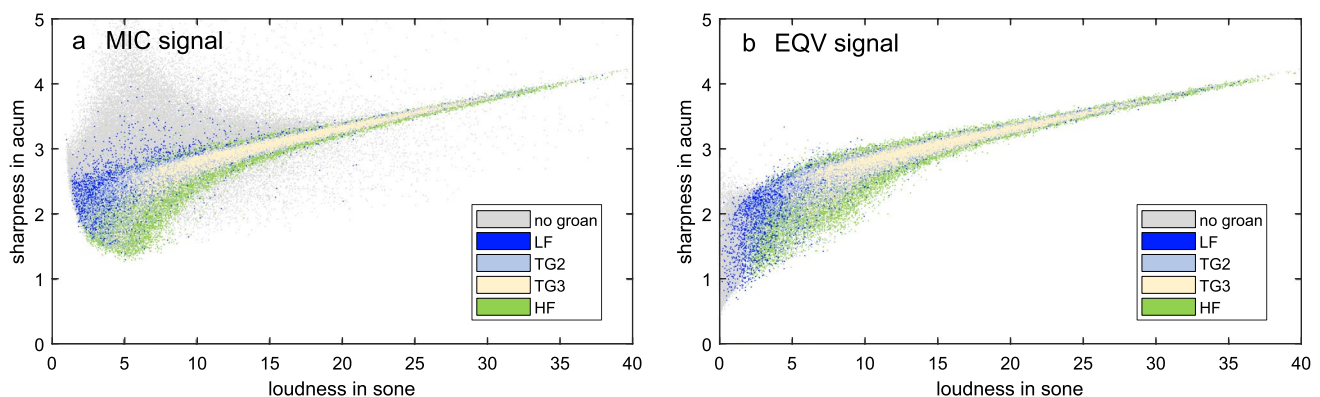 a MIC signal
sharpness in acum
5
4
3
2
1
0
no groan
LF
TG2
TG3
HF
0 5 10 15 20 25 30 35 40
loudness in sone
b EQV signal
sharpness in acum
5
4
3
2
1
0
no groan
LF
TG2
TG3
HF
0 5 10 15 20 25 30 35 40
loudness in sone